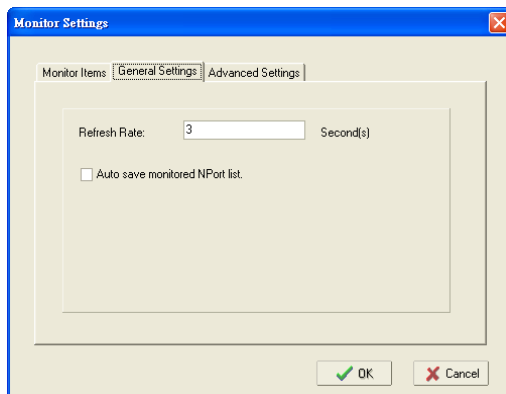 Monitor Settings
Monitor Items General Settings Advanced Settings
Refresh Rate: 3 Second(s)
Auto save monitored NPort list.
OK Cancel